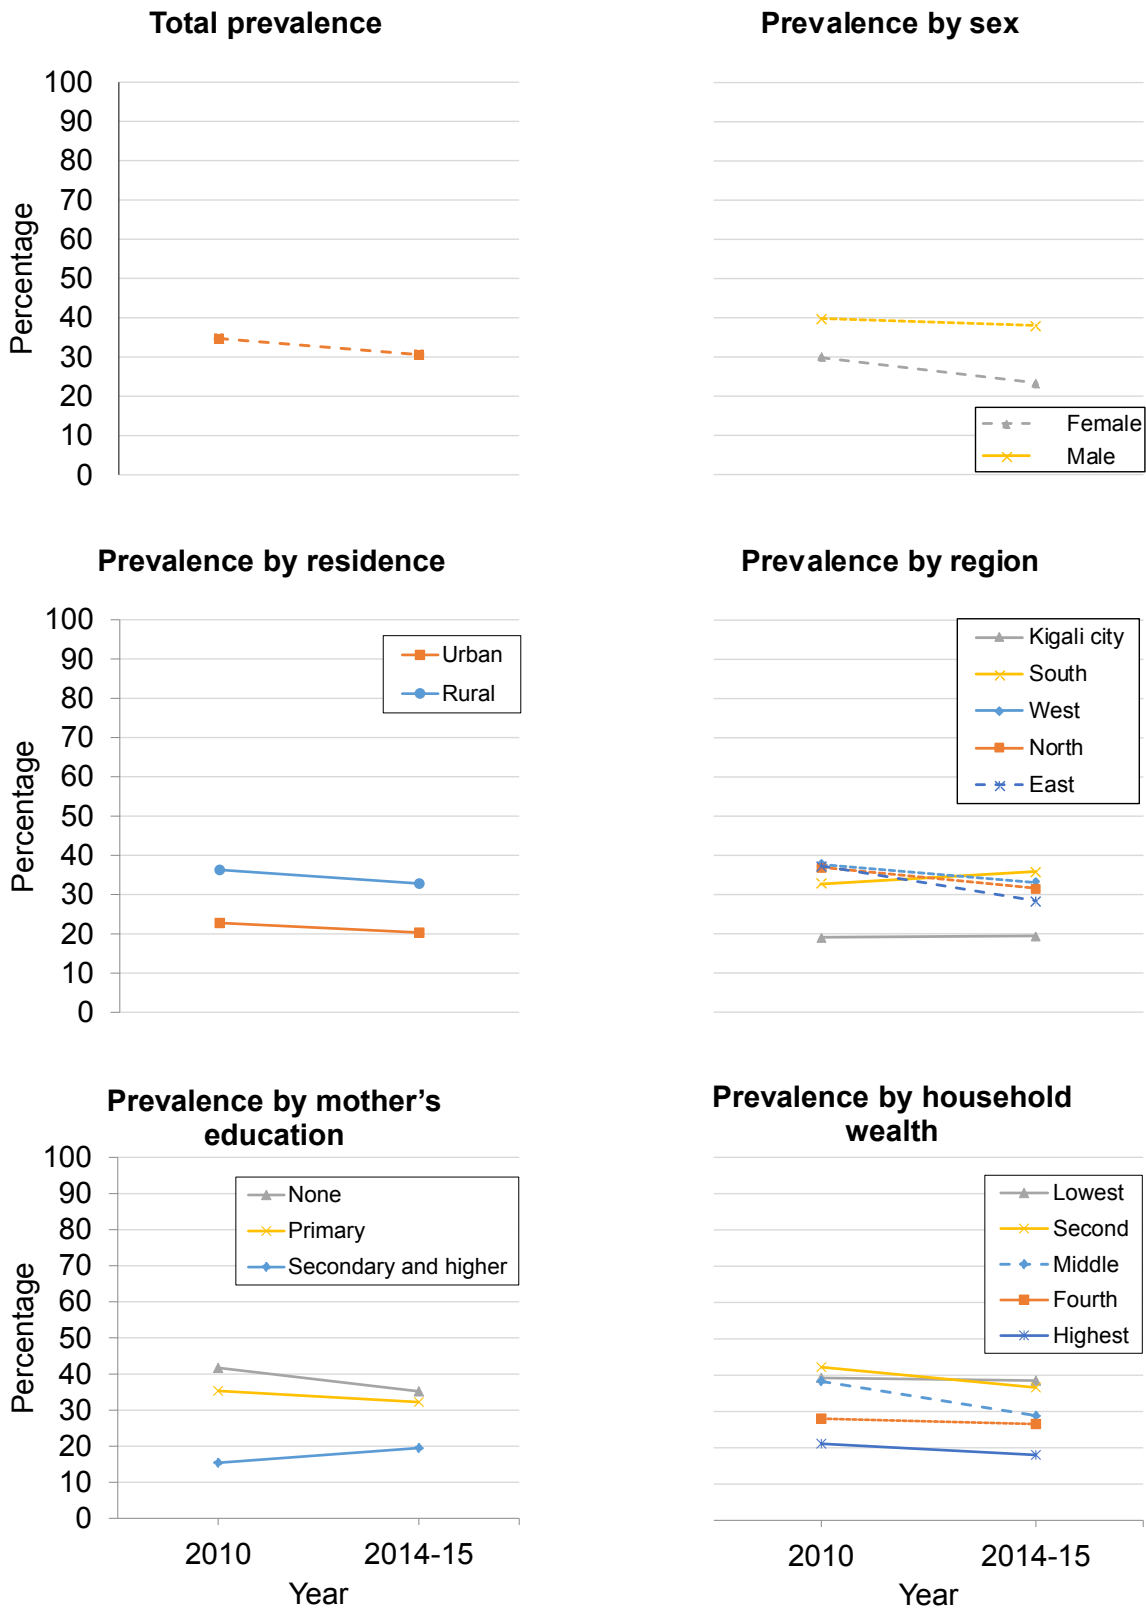 Total prevalence
100
90
80
70
60
50
40
30
20
10
0
Percentage
Prevalence by sex
Female
Male
Prevalence by residence
100
90
80
70
60
50
40
30
20
10
0
Percentage
Urban
Rural
Prevalence by region
Kigali city
South
West
North
East
Prevalence by mother’s
education
100
90
80
70
60
50
40
30
20
10
0
Percentage
None
Primary
Secondary and higher
2010
2014-15
Year
Prevalence by household
wealth
Lowest
Second
Middle
Fourth
Highest
2010
2014-15
Year